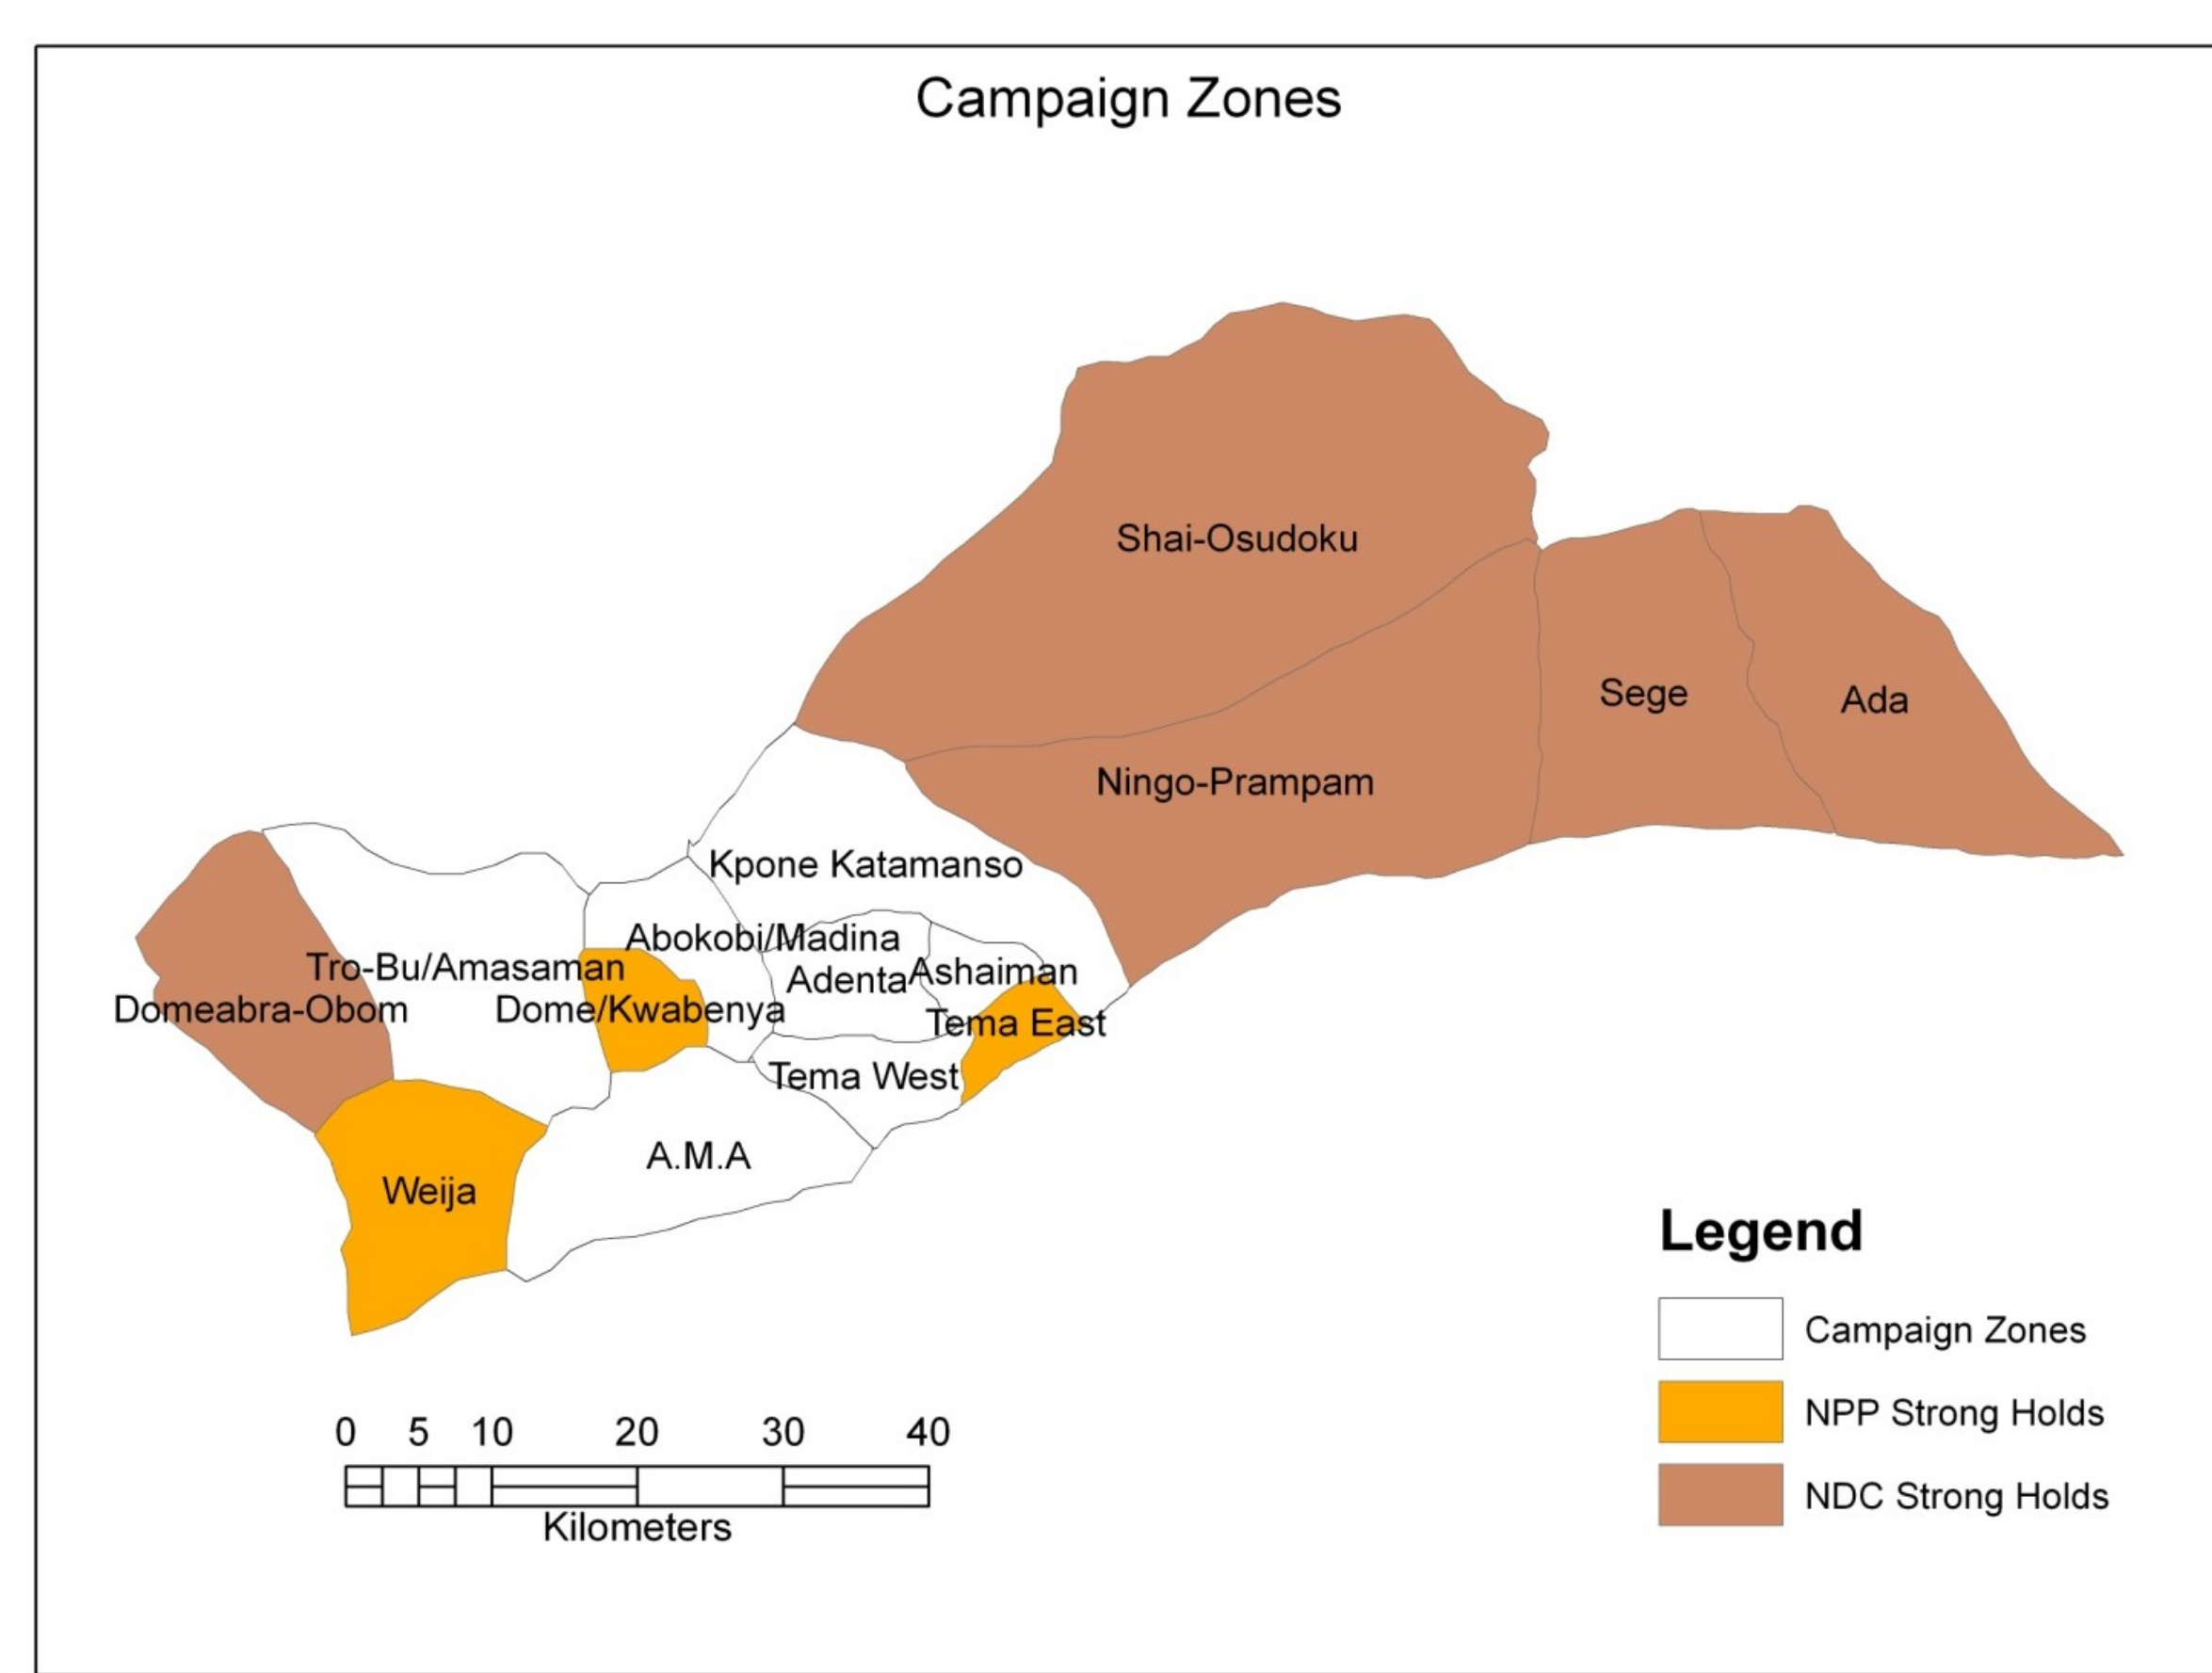 Campaign Zones
Shai-Osudoku
Sege
Ada
Ningo-Prampam
Kpone Katamanso
Abokobi/Madina
Tro-Bu/Amasaman
Adenta
Ashaiman
Domeabra-Obom
Dome/Kwabenya
Tema East
Tema West
A.M.A
Weija
Legend
Campaign Zones
NPP Strong Holds
NDC Strong Holds
0 5 10 20 30 40
Kilometers